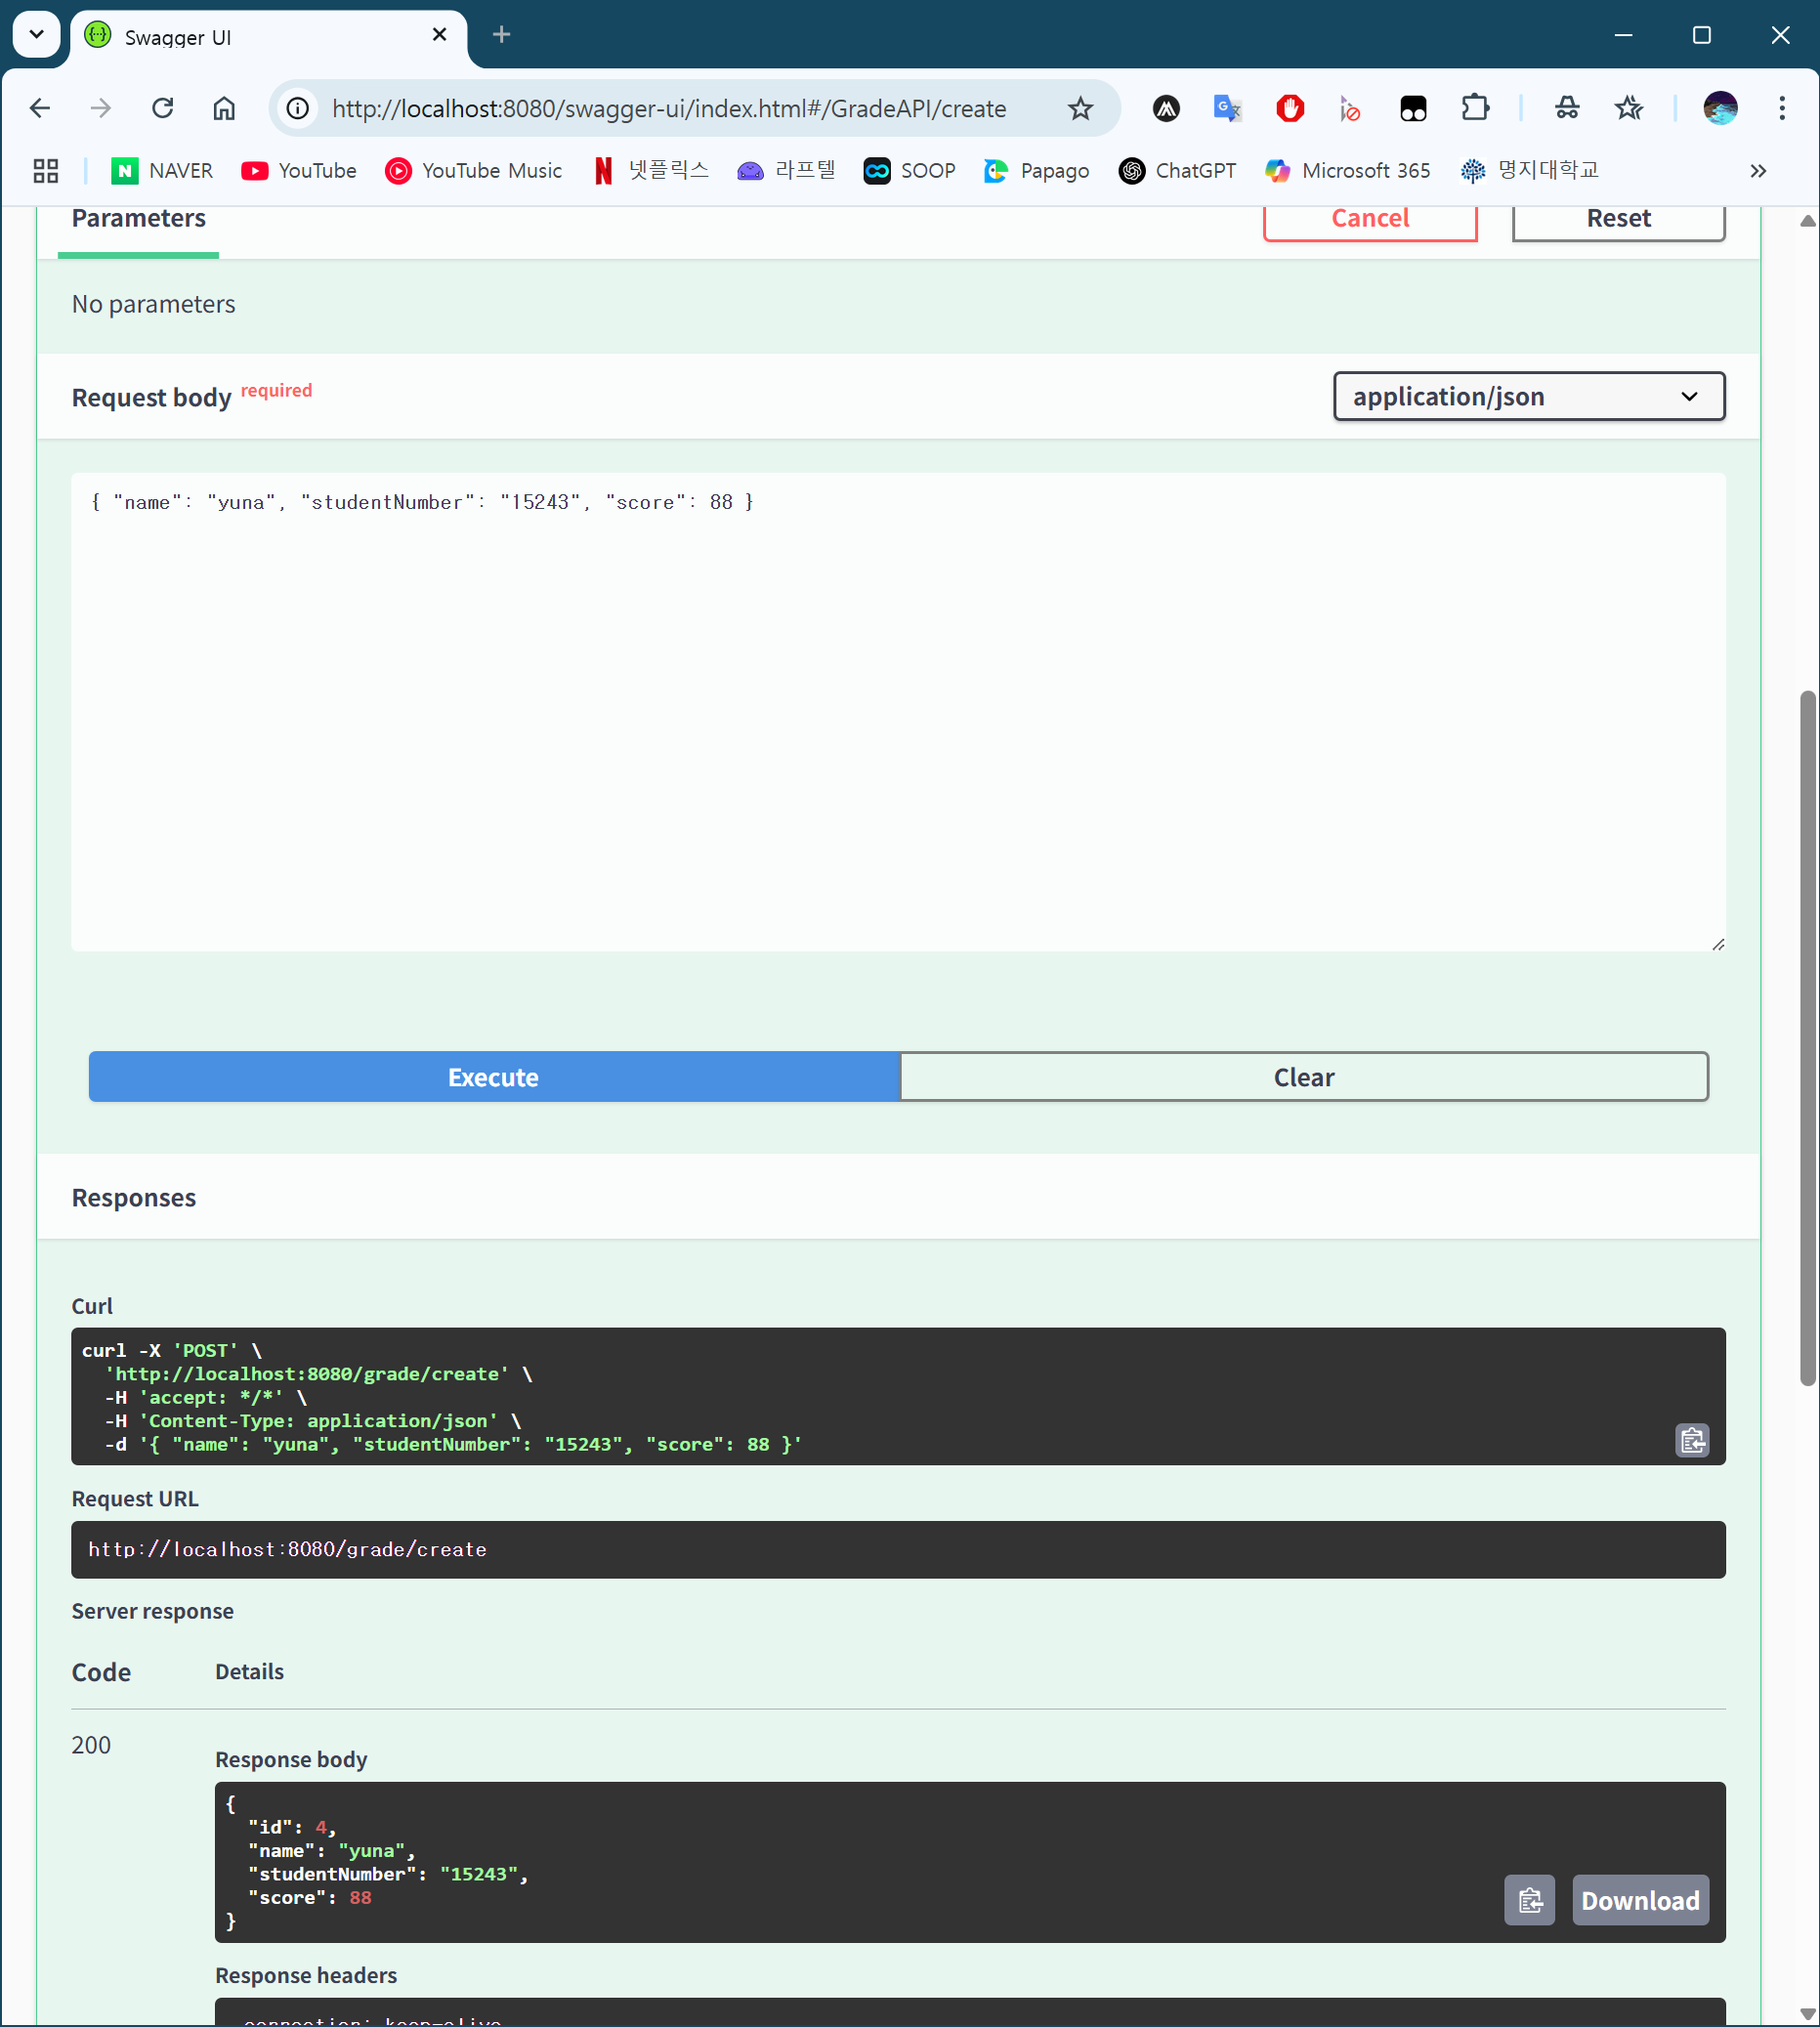 Swagger UI
http://localhost:8080/swagger-ui/index.html#/GradeAPI/create
NAVER YouTube YouTube Music 넷플릭스 라프텔 SOOP Papago ChatGPT Microsoft 365 명지대학교
Parameters Cancel Reset
No parameters
Request body required application/json
{ "name": "yuna", "studentNumber": "15243", "score": 88 }
Execute Clear
Responses
Curl
curl -X 'POST' \
'http://localhost:8080/grade/create' \
-H 'accept: */*' \
-H 'Content-Type: application/json' \
-d '{ "name": "yuna", "studentNumber": "15243", "score": 88 }'
Request URL
http://localhost:8080/grade/create
Server response
Code Details
200
Response body
{
"id": 4,
"name": "yuna",
"studentNumber": "15243",
"score": 88
}
Download
Response headers
connection: keep-alive